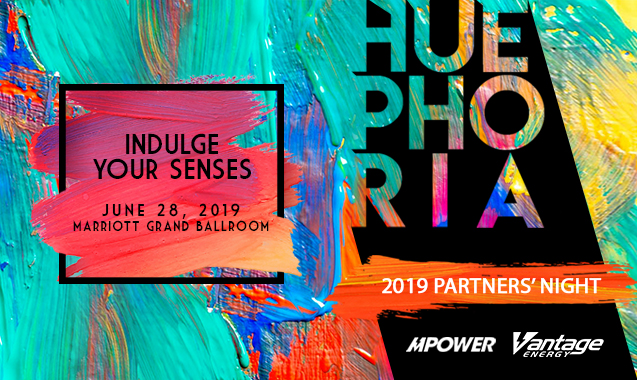 INDULGE
YOUR SENSES
JUNE 28, 2019
MARRIOTT GRAND BALLROOM
HUE
PHO
RIA
2019 PARTNERS' NIGHT
MPOWER
Vantage
ENERGY